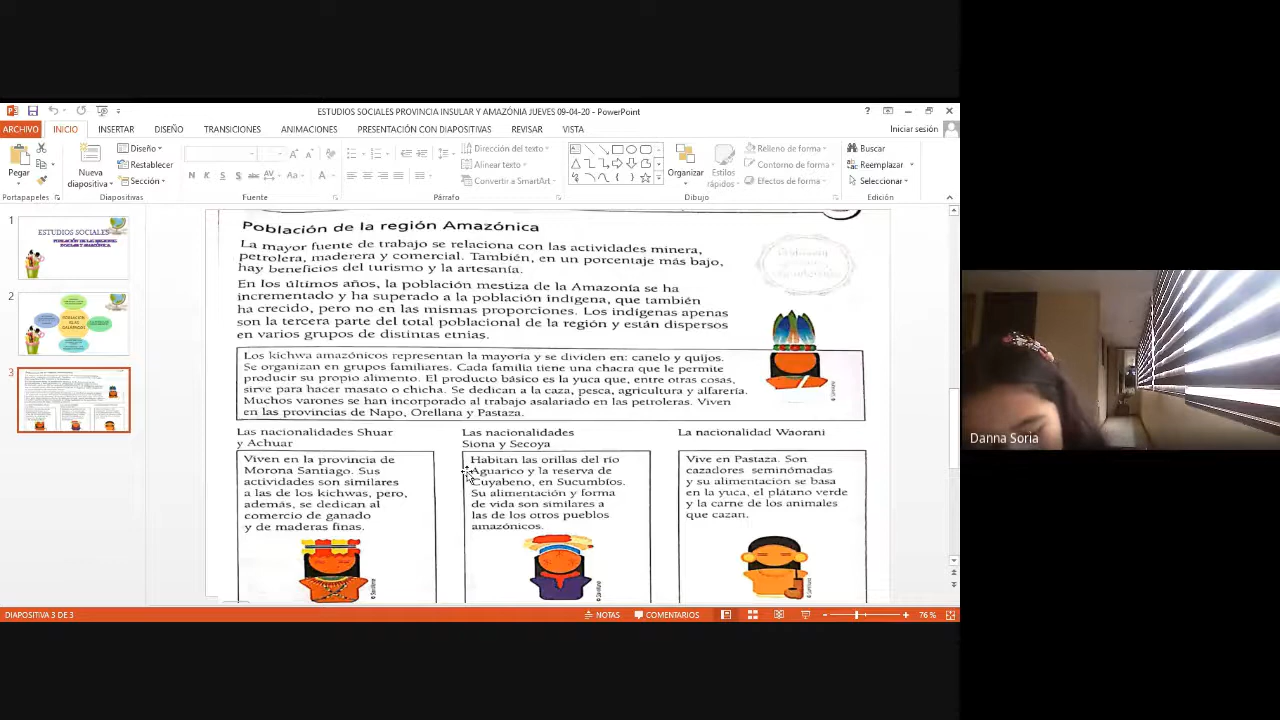 ESTUDIOS SOCIALES PROVINCIA INSULAR Y AMAZÓNIA JUEVES 09-04-20 - PowerPoint
ARCHIVO INICIO INSERTAR DISEÑO TRANSICIONES ANIMACIONES PRESENTACIÓN CON DIAPOSITIVAS REVISAR VISTA Iniciar sesión
Pegar
Nueva
diapositiva
Diseño
Restablecer
Sección
N K S S abc AV Aa A
Dirección del texto
Alinear texto
Convertir a SmartArt
Organizar
Estilos
rápidos
Relleno de forma
Contorno de forma
Efectos de forma
Buscar
Reemplazar
Seleccionar
Portapapeles Diapositivas Fuente Párrafo Dibujo Edición
1
ESTUDIOS SOCIALES
2
3
Población de la región Amazónica
La mayor fuente de trabajo se relaciona con las actividades minera,
petrolera, maderera y comercial. También, en un porcentaje más bajo,
hay beneficios del turismo y la artesanía.
En los últimos años, la población mestiza de la Amazonía se ha
incrementado y ha superado a la población indígena, que también
ha crecido, pero no en las mismas proporciones. Los indígenas apenas
son la tercera parte del total poblacional de la región y están dispersos
en varios grupos de distintas etnias.
Los kichwa amazónicos representan la mayoría y se dividen en: canelo y quijos.
Se organizan en grupos familiares. Cada familia tiene una chacra que le permite
producir su propio alimento. El producto básico es la yuca que, entre otras cosas,
sirve para hacer masato o chicha. Se dedican a la caza, pesca, agricultura y alfarería.
Muchos varones se han incorporado al trabajo asalariado en las petroleras. Viven
en las provincias de Napo, Orellana y Pastaza.
Las nacionalidades Shuar
y Achuar
Viven en la provincia de
Morona Santiago. Sus
actividades son similares
a las de los kichwas, pero,
además, se dedican al
comercio de ganado
y de maderas finas.
© Santillana
Las nacionalidades
Siona y Secoya
Habitan las orillas del río
Aguarico y la reserva de
Cuyabeno, en Sucumbíos.
Su alimentación y forma
de vida son similares a
las de los otros pueblos
amazónicos.
© Santillana
La nacionalidad Waorani
Vive en Pastaza. Son
cazadores seminómadas
y su alimentación se basa
en la yuca, el plátano verde
y la carne de los animales
que cazan.
© Santillana
DIAPOSITIVA 3 DE 3 NOTAS COMENTARIOS 76 %
Danna Soria